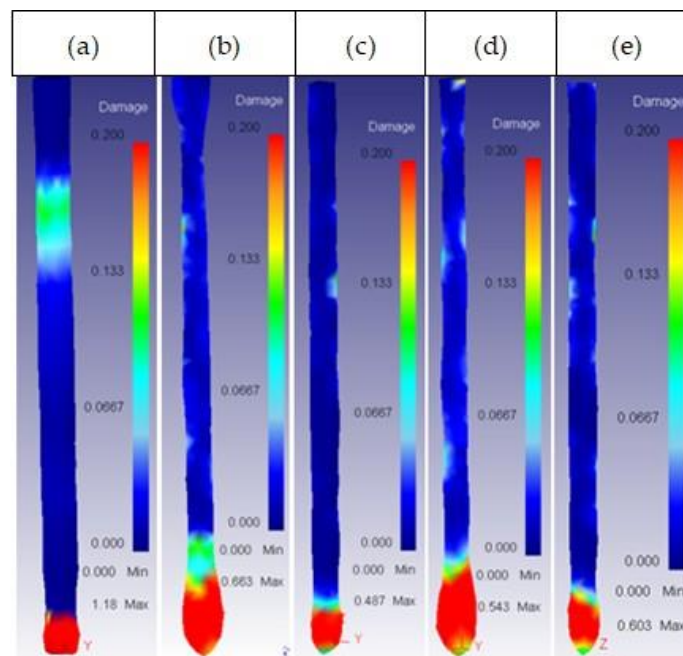 (a) (b) (c) (d) (e)
Damage
0.200
0.133
0.0667
0.000
0.000 Min
1.18 Max
Y
Damage
0.200
0.133
0.0667
0.000
0.000 Min
0.663 Max
Damage
0.200
0.133
0.0667
0.000
0.000 Min
0.487 Max
Y
Damage
0.200
0.133
0.0667
0.000
0.000 Min
0.543 Max
Y
Damage
0.200
0.133
0.0667
0.000
0.000 Min
0.603 Max
Z